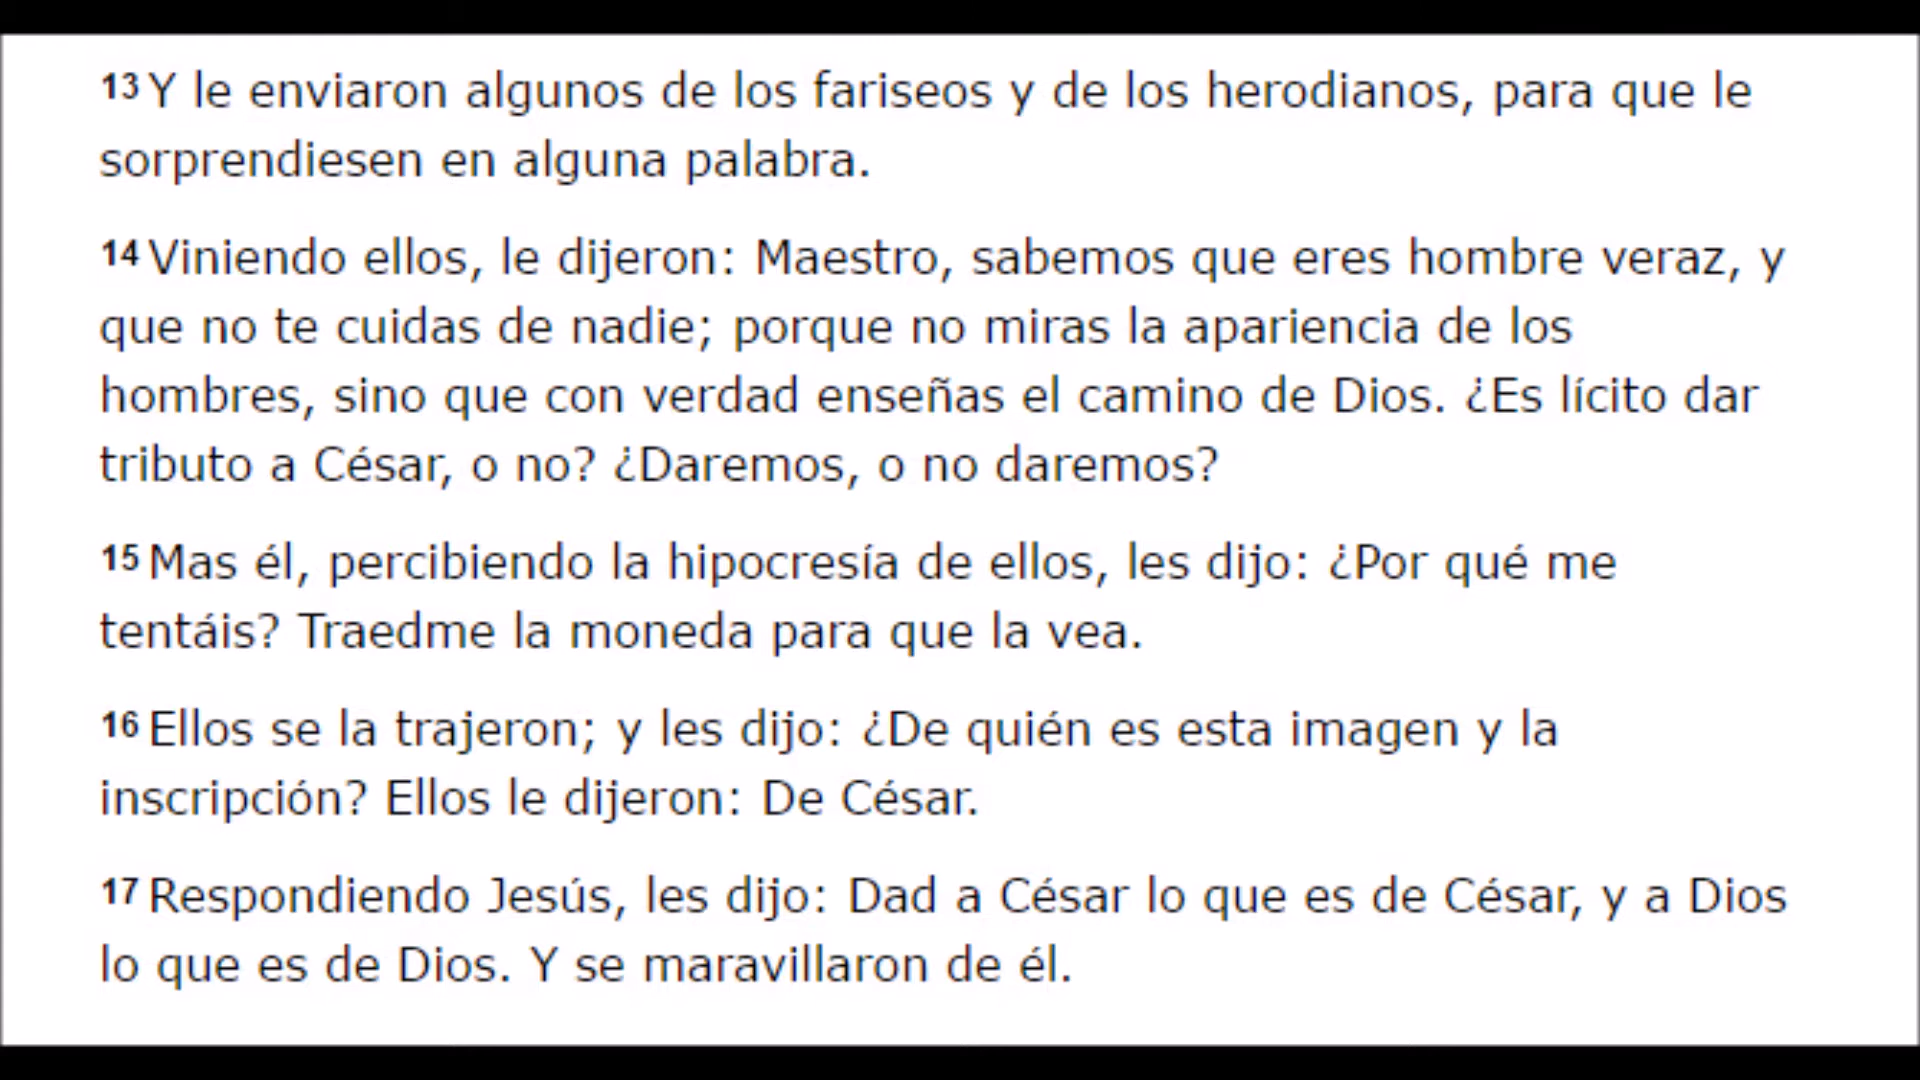 13 Y le enviaron algunos de los fariseos y de los herodianos, para que le
sorprendiesen en alguna palabra.
14 Viniendo ellos, le dijeron: Maestro, sabemos que eres hombre veraz, y
que no te cuidas de nadie; porque no miras la apariencia de los
hombres, sino que con verdad enseñas el camino de Dios. ¿Es lícito dar
tributo a César, o no? ¿Daremos, o no daremos?
15 Mas él, percibiendo la hipocresía de ellos, les dijo: ¿Por qué me
tentáis? Traedme la moneda para que la vea.
16 Ellos se la trajeron; y les dijo: ¿De quién es esta imagen y la
inscripción? Ellos le dijeron: De César.
17 Respondiendo Jesús, les dijo: Dad a César lo que es de César, y a Dios
lo que es de Dios. Y se maravillaron de él.